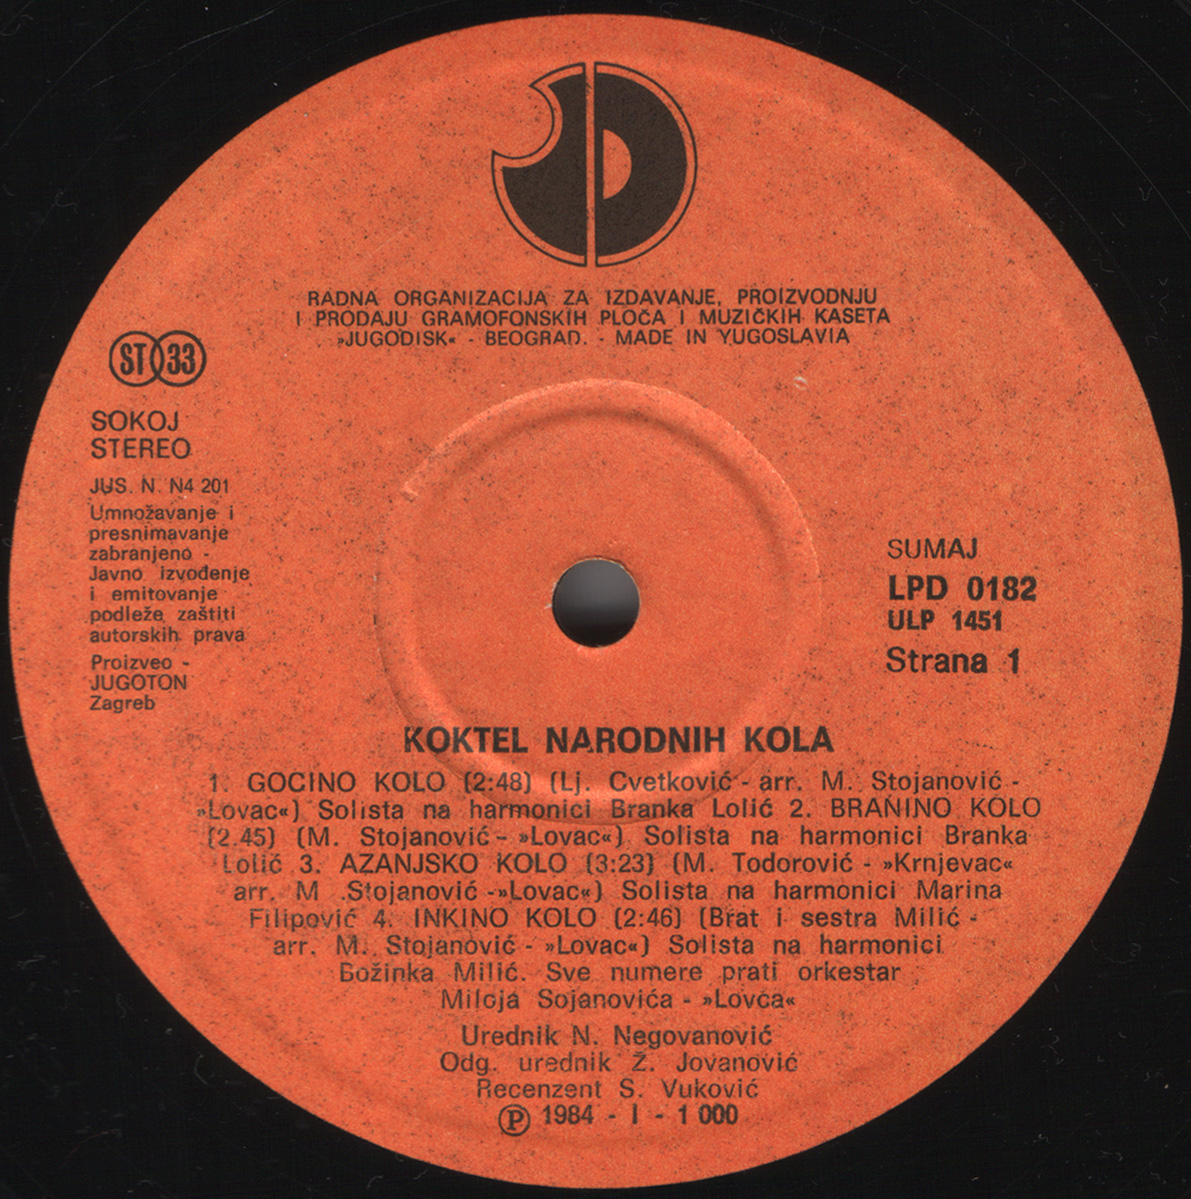 RADNA ORGANIZACIJA ZA IZDAVANJE, PROIZVODNJU
I PRODAJU GRAMOFONSKIH PLOČA I MUZIČKIH KASETA
»JUGODISK« - BEOGRAD. - MADE IN YUGOSLAVIA
ST 33
SOKOJ
STEREO
JUS. N. N4 201
Umnožavanje i
presnimavanje
zabranjeno -
Javno izvođenje
i emitovanje
podleže zaštiti
autorskih prava
Proizveo -
JUGOTON
Zagreb
SUMAJ
LPD 0182
ULP 1451
Strana 1
KOKTEL NARODNIH KOLA
1. GOCINO KOLO (2:48) (Lj. Cvetković - arr. M. Stojanović -
»Lovac«) Solista na harmonici Branka Lolić 2. BRANINO KOLO
(2.45) (M. Stojanović - »Lovac«) Solista na harmonici Branka
Lolić 3. AZANJSKO KOLO (3:23) (M. Todorović - »Krnjevac«
arr. M .Stojanović -»Lovac«) Solista na harmonici Marina
Filipović 4. INKINO KOLO (2:46) (Brat i sestra Milić -
arr. M. Stojanović - »Lovac«) Solista na harmonici
Božinka Milić. Sve numere prati orkestar
Miloja Sojanovića - »Lovca«
Urednik N. Negovanović
Odg. urednik Ž. Jovanović
Recenzent S. Vuković
Ⓟ 1984 - I - 1 000